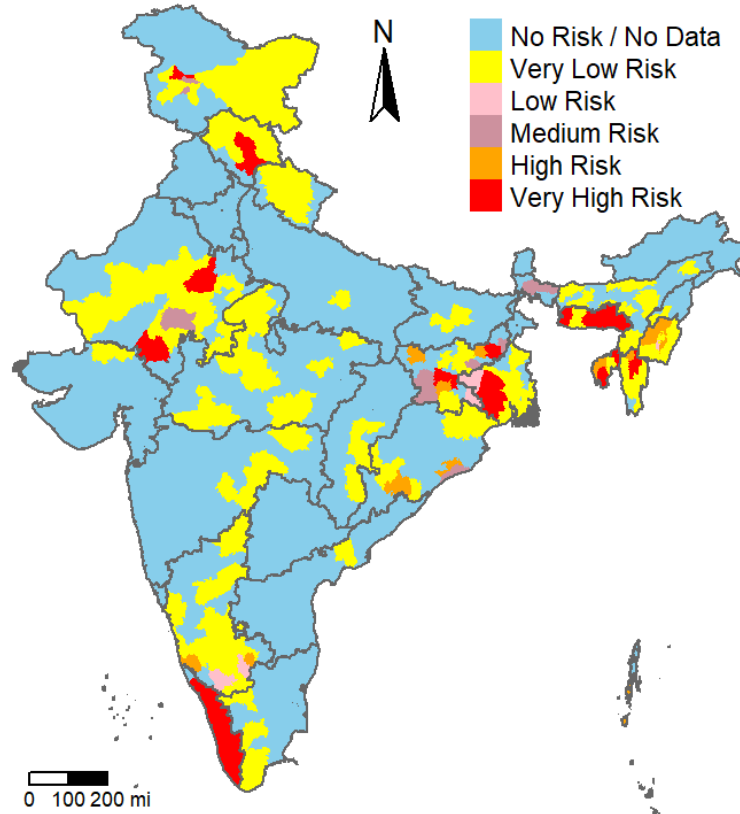 N
No Risk / No Data
Very Low Risk
Low Risk
Medium Risk
High Risk
Very High Risk
0 100 200 mi